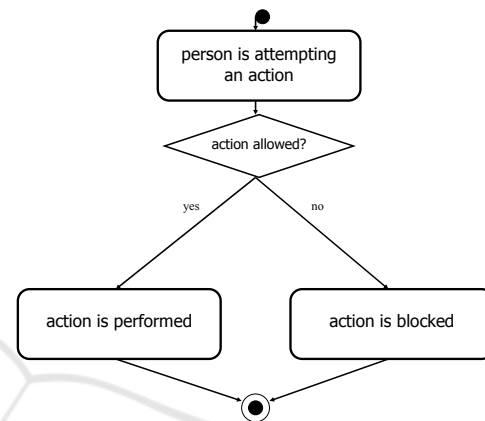 person is attempting
an action
action allowed?
yes
no
action is performed
action is blocked